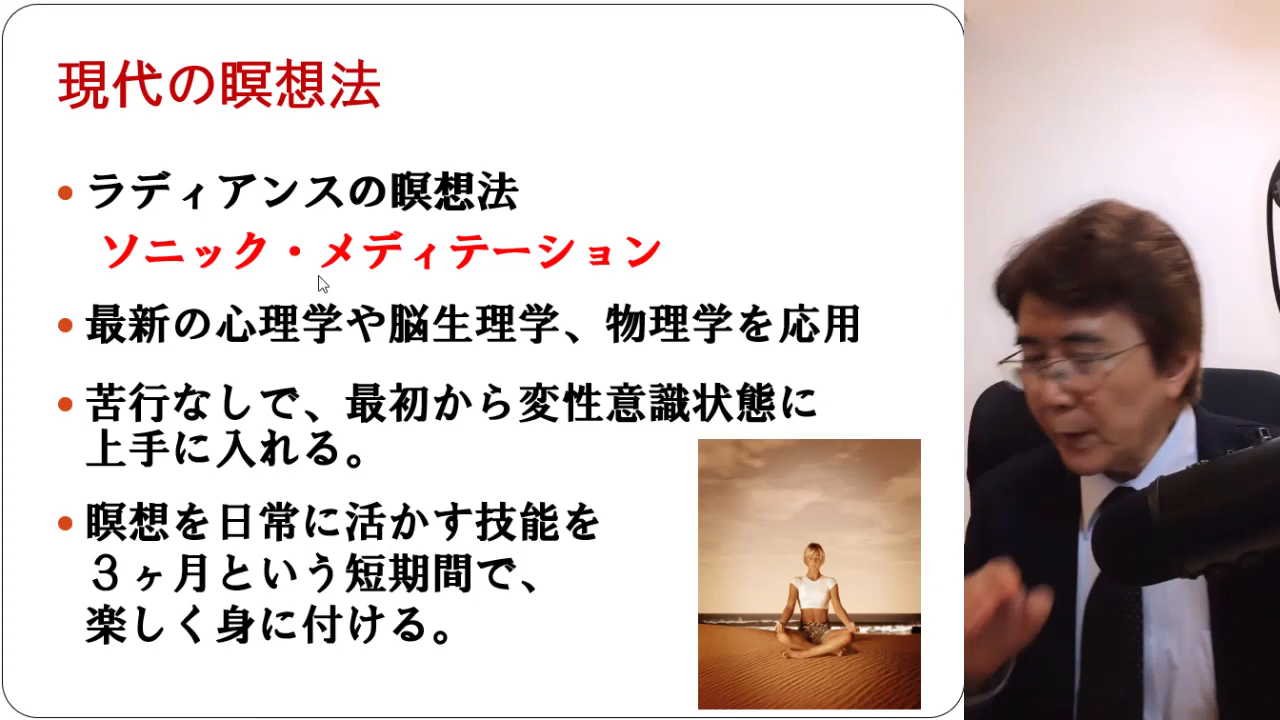 現代の瞑想法
• ラディアンスの瞑想法
ソニック・メディテーション
• 最新の心理学や脳生理学、物理学を応用
• 苦行なしで、最初から変性意識状態に
上手に入れる。
• 瞑想を日常に活かす技能を
３ヶ月という短期間で、
楽しく身に付ける。